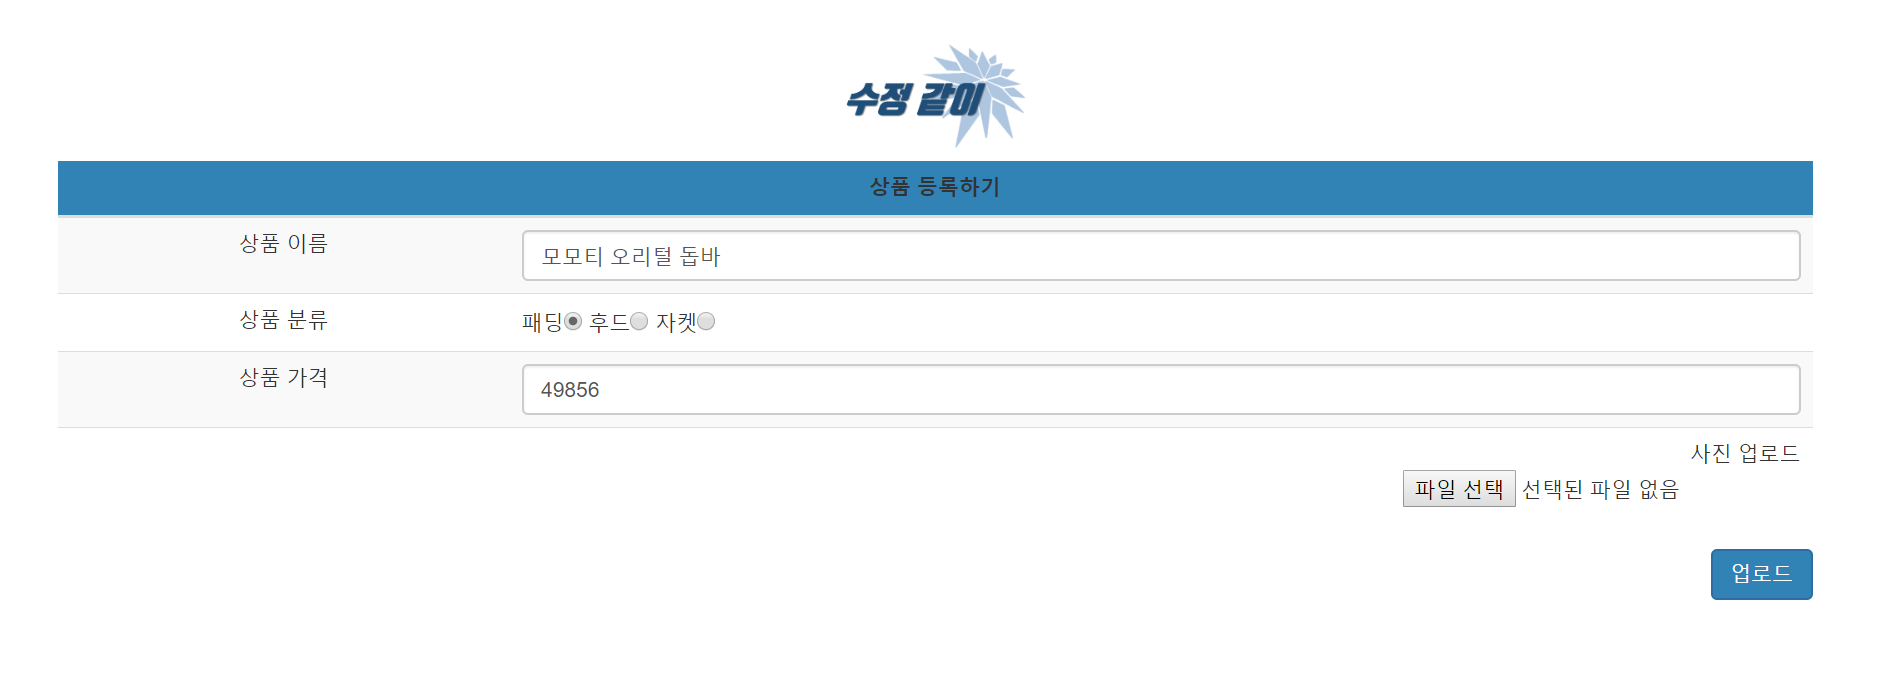 수정 같이
상품 등록하기
상품 이름
모모티 오리털 돕바
상품 분류
패딩 후드 자켓
상품 가격
49856
사진 업로드
파일 선택 선택된 파일 없음
업로드